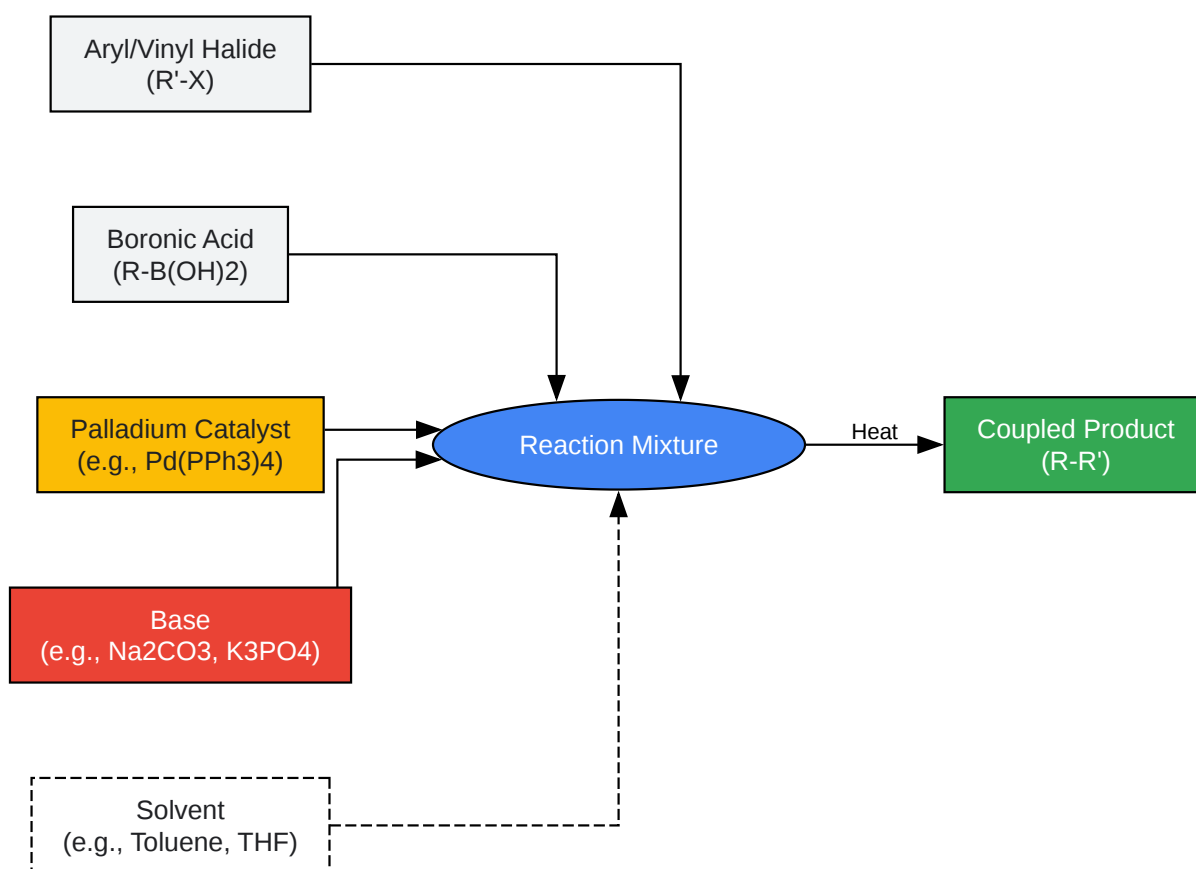 Aryl/Vinyl Halide
(R'-X)
Boronic Acid
(R-B(OH)2)
Palladium Catalyst
(e.g., Pd(PPh3)4)
Reaction Mixture
Heat
Coupled Product
(R-R')
Base
(e.g., Na2CO3, K3PO4)
Solvent
(e.g., Toluene, THF)